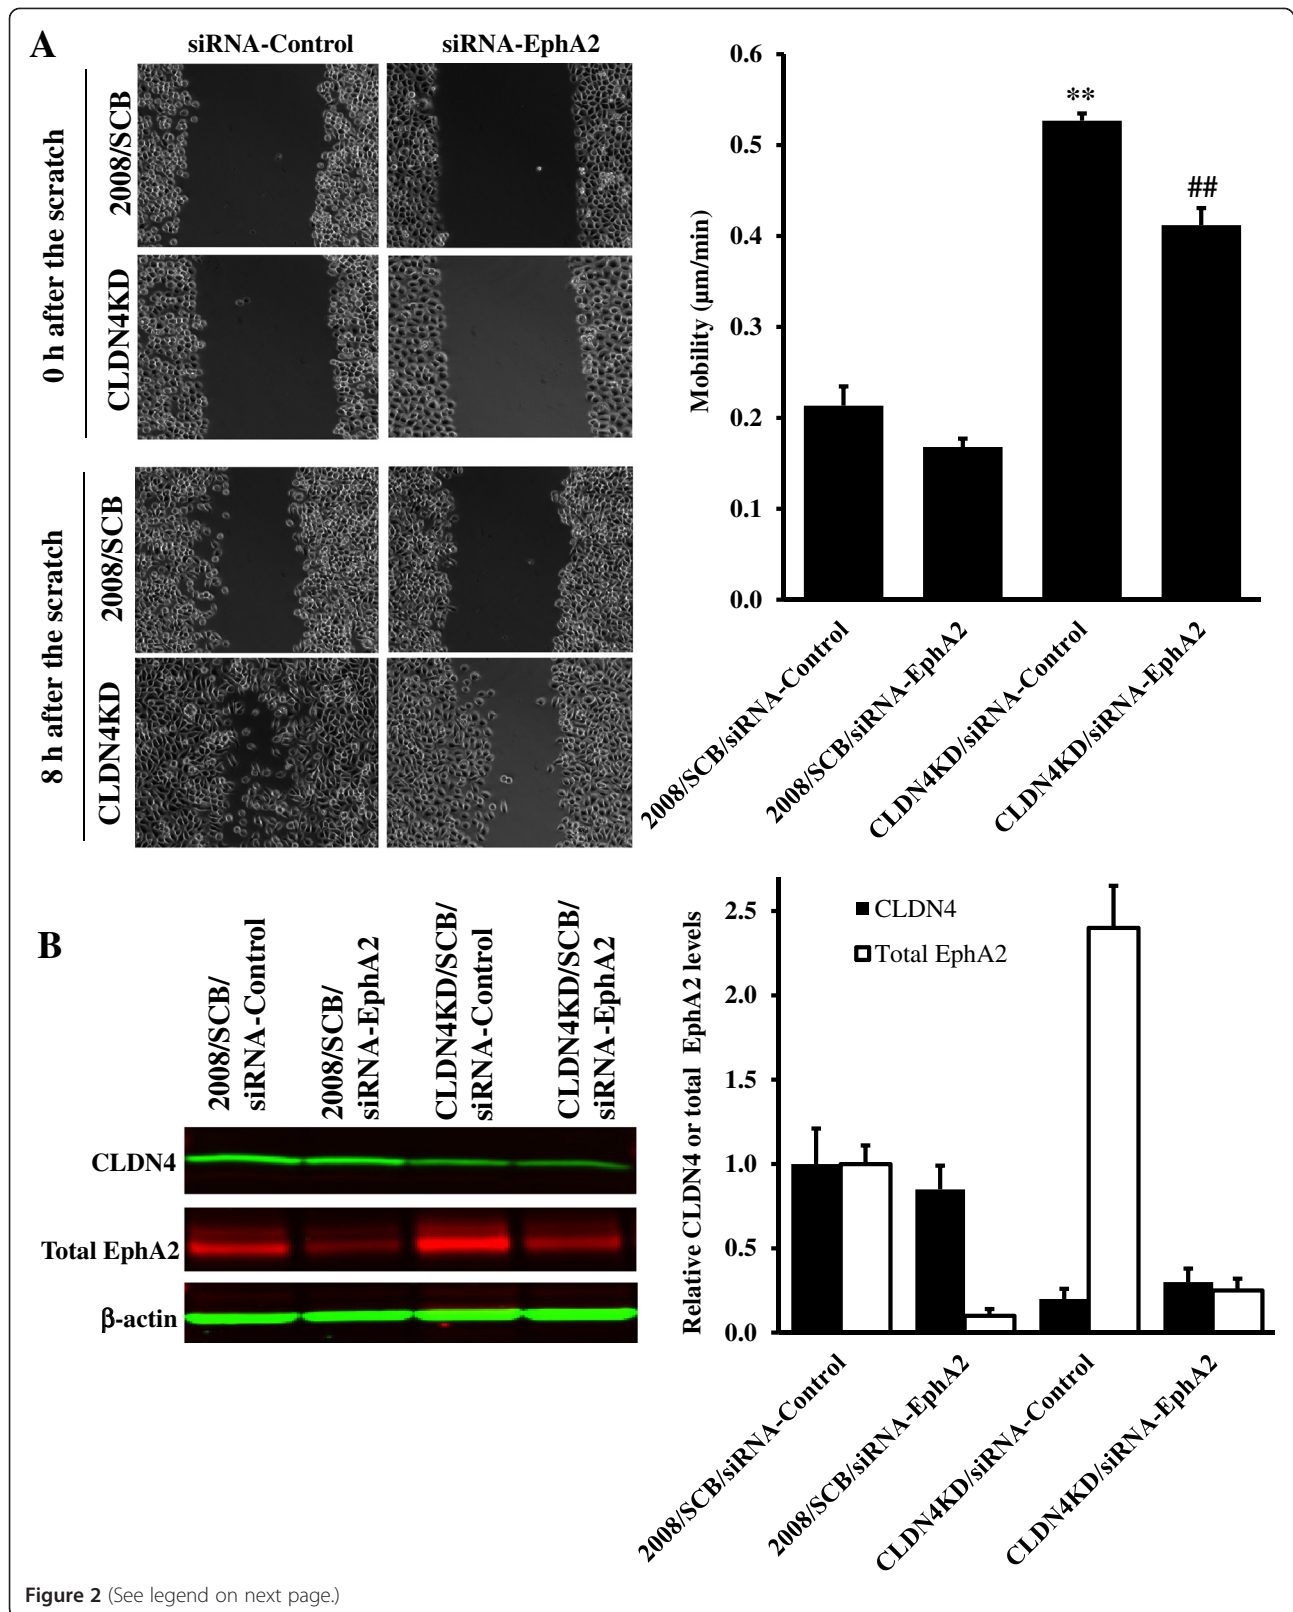 A
siRNA-Control
siRNA-EphA2
0 h after the scratch
2008/SCB
CLDN4KD
8 h after the scratch
2008/SCB
CLDN4KD
Mobility (µm/min)
0.6
0.5
0.4
0.3
0.2
0.1
0.0
**
##
2008/SCB/siRNA-Control
2008/SCB/siRNA-EphA2
CLDN4KD/siRNA-Control
CLDN4KD/siRNA-EphA2
B
2008/SCB/
siRNA-Control
2008/SCB/
siRNA-EphA2
CLDN4KD/SCB/
siRNA-Control
CLDN4KD/SCB/
siRNA-EphA2
CLDN4
Total EphA2
β-actin
Relative CLDN4 or total EphA2 levels
2.5
2.0
1.5
1.0
0.5
0.0
CLDN4
Total EphA2
2008/SCB/siRNA-Control
2008/SCB/siRNA-EphA2
CLDN4KD/siRNA-Control
CLDN4KD/siRNA-EphA2
Figure 2 (See legend on next page.)